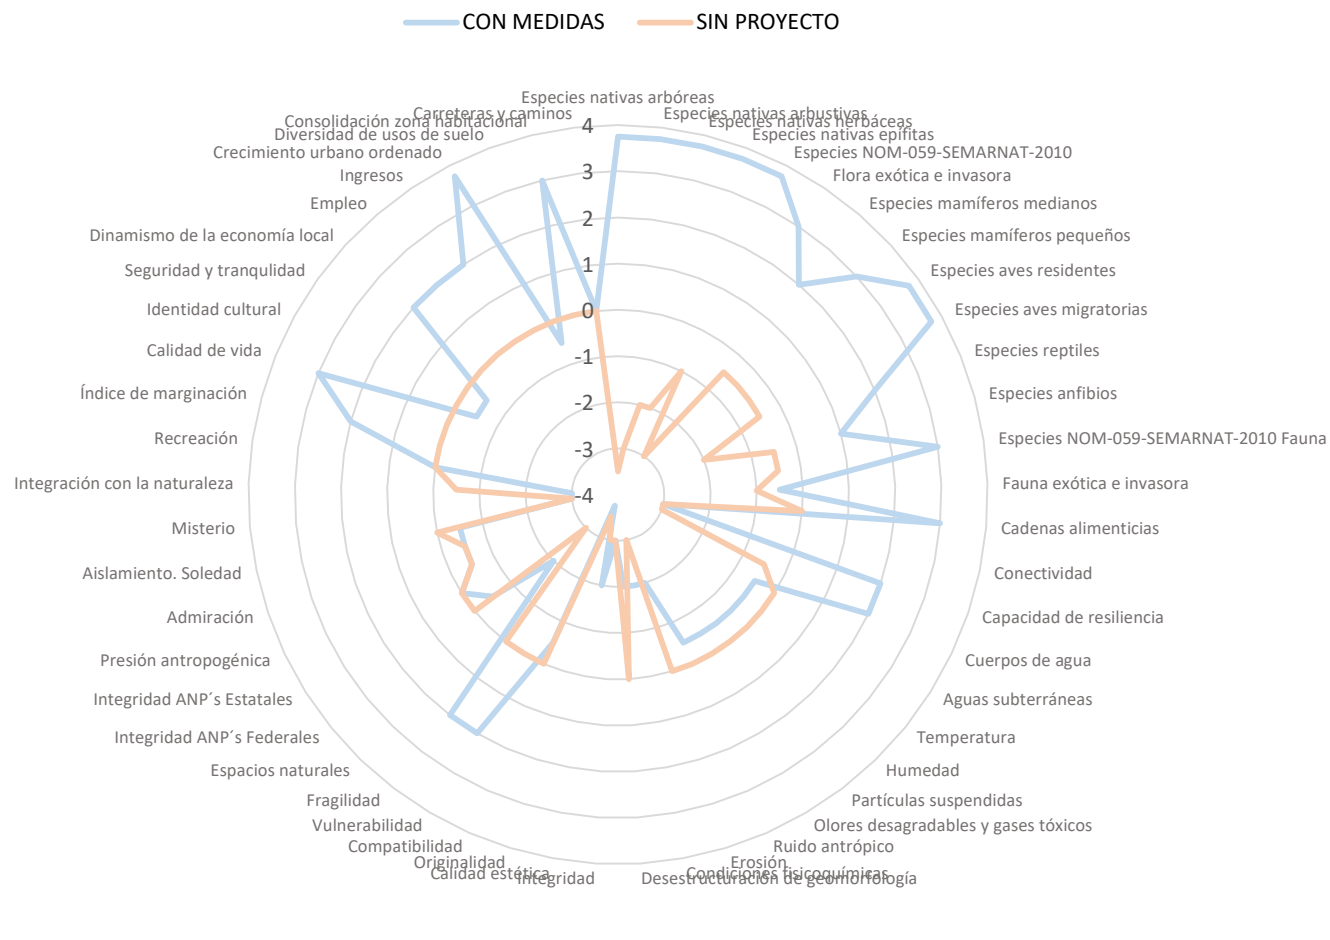 CON MEDIDAS
SIN PROYECTO
Especies nativas arbóreas
Especies nativas arbustivas
Especies nativas herbáceas
Especies nativas epífitas
Especies NOM-059-SEMARNAT-2010
Flora exótica e invasora
Especies mamíferos medianos
Especies mamíferos pequeños
Especies aves residentes
Especies aves migratorias
Especies reptiles
Especies anfibios
Especies NOM-059-SEMARNAT-2010 Fauna
Fauna exótica e invasora
Cadenas alimenticias
Conectividad
Capacidad de resiliencia
Cuerpos de agua
Aguas subterráneas
Temperatura
Humedad
Partículas suspendidas
Olores desagradables y gases tóxicos
Ruido antrópico
Erosión
Condiciones fisicoquímicas
Desestructuración de geomorfología
Integridad
Calidad estética
Originalidad
Compatibilidad
Vulnerabilidad
Fragilidad
Espacios naturales
Integridad ANP´s Federales
Integridad ANP´s Estatales
Presión antropogénica
Admiración
Aislamiento. Soledad
Misterio
Integración con la naturaleza
Recreación
Índice de marginación
Calidad de vida
Identidad cultural
Seguridad y tranqulidad
Dinamismo de la economía local
Empleo
Ingresos
Crecimiento urbano ordenado
Diversidad de usos de suelo
Consolidación zona habitacional
Carreteras y caminos
4
3
2
1
0
-1
-2
-3
-4